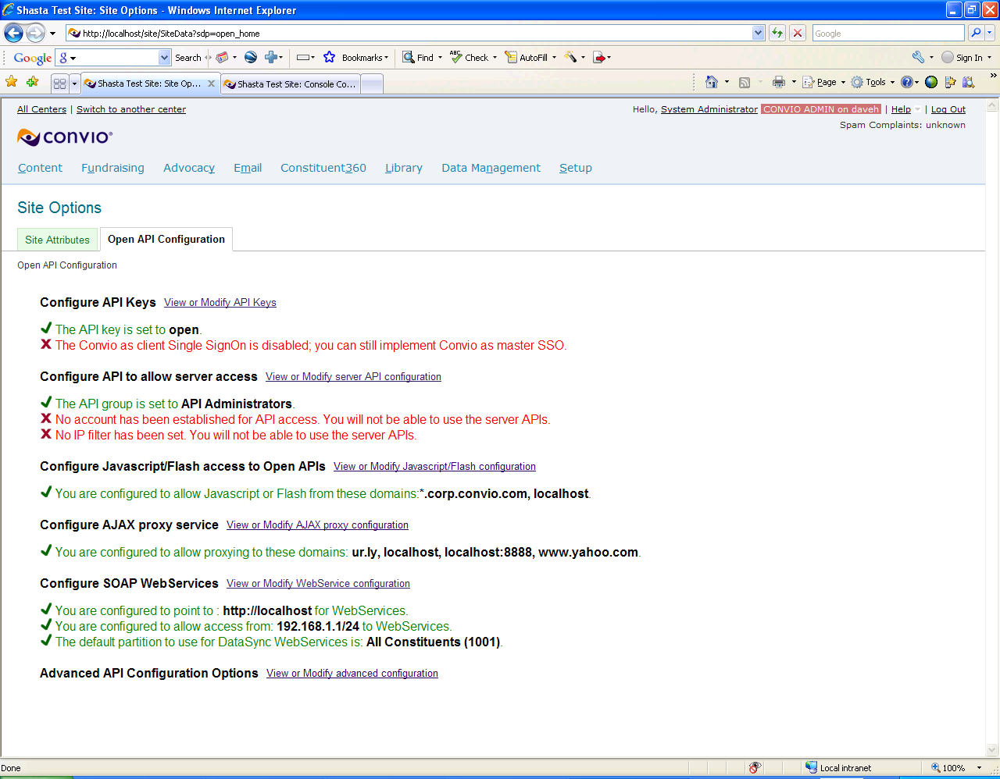 Shasta Test Site: Site Options - Windows Internet Explorer
http://localhost/site/SiteData?sdp=open_home
Google
Google
Search
Bookmarks
Find
Check
AutoFill
Sign In
Shasta Test Site: Site Op...
Shasta Test Site: Console Co...
Page
Tools
All Centers | Switch to another center
Hello, System Administrator CONVIO ADMIN on daveh | Help | Log Out
Spam Complaints: unknown
CONVIO
Content Fundraising Advocacy Email Constituent360 Library Data Management Setup
Site Options
Site Attributes
Open API Configuration
Open API Configuration
Configure API Keys View or Modify API Keys
The API key is set to open.
The Convio as client Single SignOn is disabled; you can still implement Convio as master SSO.
Configure API to allow server access View or Modify server API configuration
The API group is set to API Administrators.
No account has been established for API access. You will not be able to use the server APIs.
No IP filter has been set. You will not be able to use the server APIs.
Configure Javascript/Flash access to Open APIs View or Modify Javascript/Flash configuration
You are configured to allow Javascript or Flash from these domains:*.corp.convio.com, localhost.
Configure AJAX proxy service View or Modify AJAX proxy configuration
You are configured to allow proxying to these domains: ur.ly, localhost, localhost:8888, www.yahoo.com.
Configure SOAP WebServices View or Modify WebService configuration
You are configured to point to : http://localhost for WebServices.
You are configured to allow access from: 192.168.1.1/24 to WebServices.
The default partition to use for DataSync WebServices is: All Constituents (1001).
Advanced API Configuration Options View or Modify advanced configuration
Done
Local intranet
100%